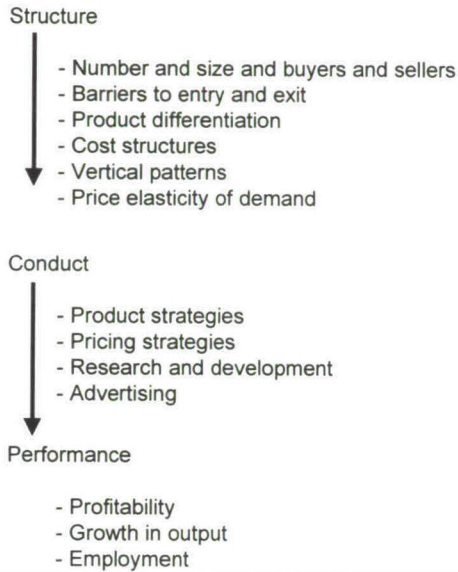 Structure
- Number and size and buyers and sellers
- Barriers to entry and exit
- Product differentiation
- Cost structures
- Vertical patterns
- Price elasticity of demand
Conduct
- Product strategies
- Pricing strategies
- Research and development
- Advertising
Performance
- Profitability
- Growth in output
- Employment